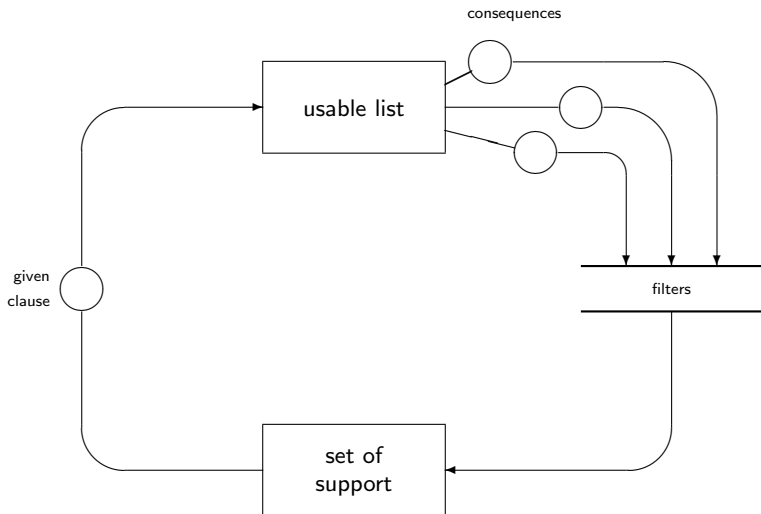 consequences
usable list
given
clause
filters
set of
support